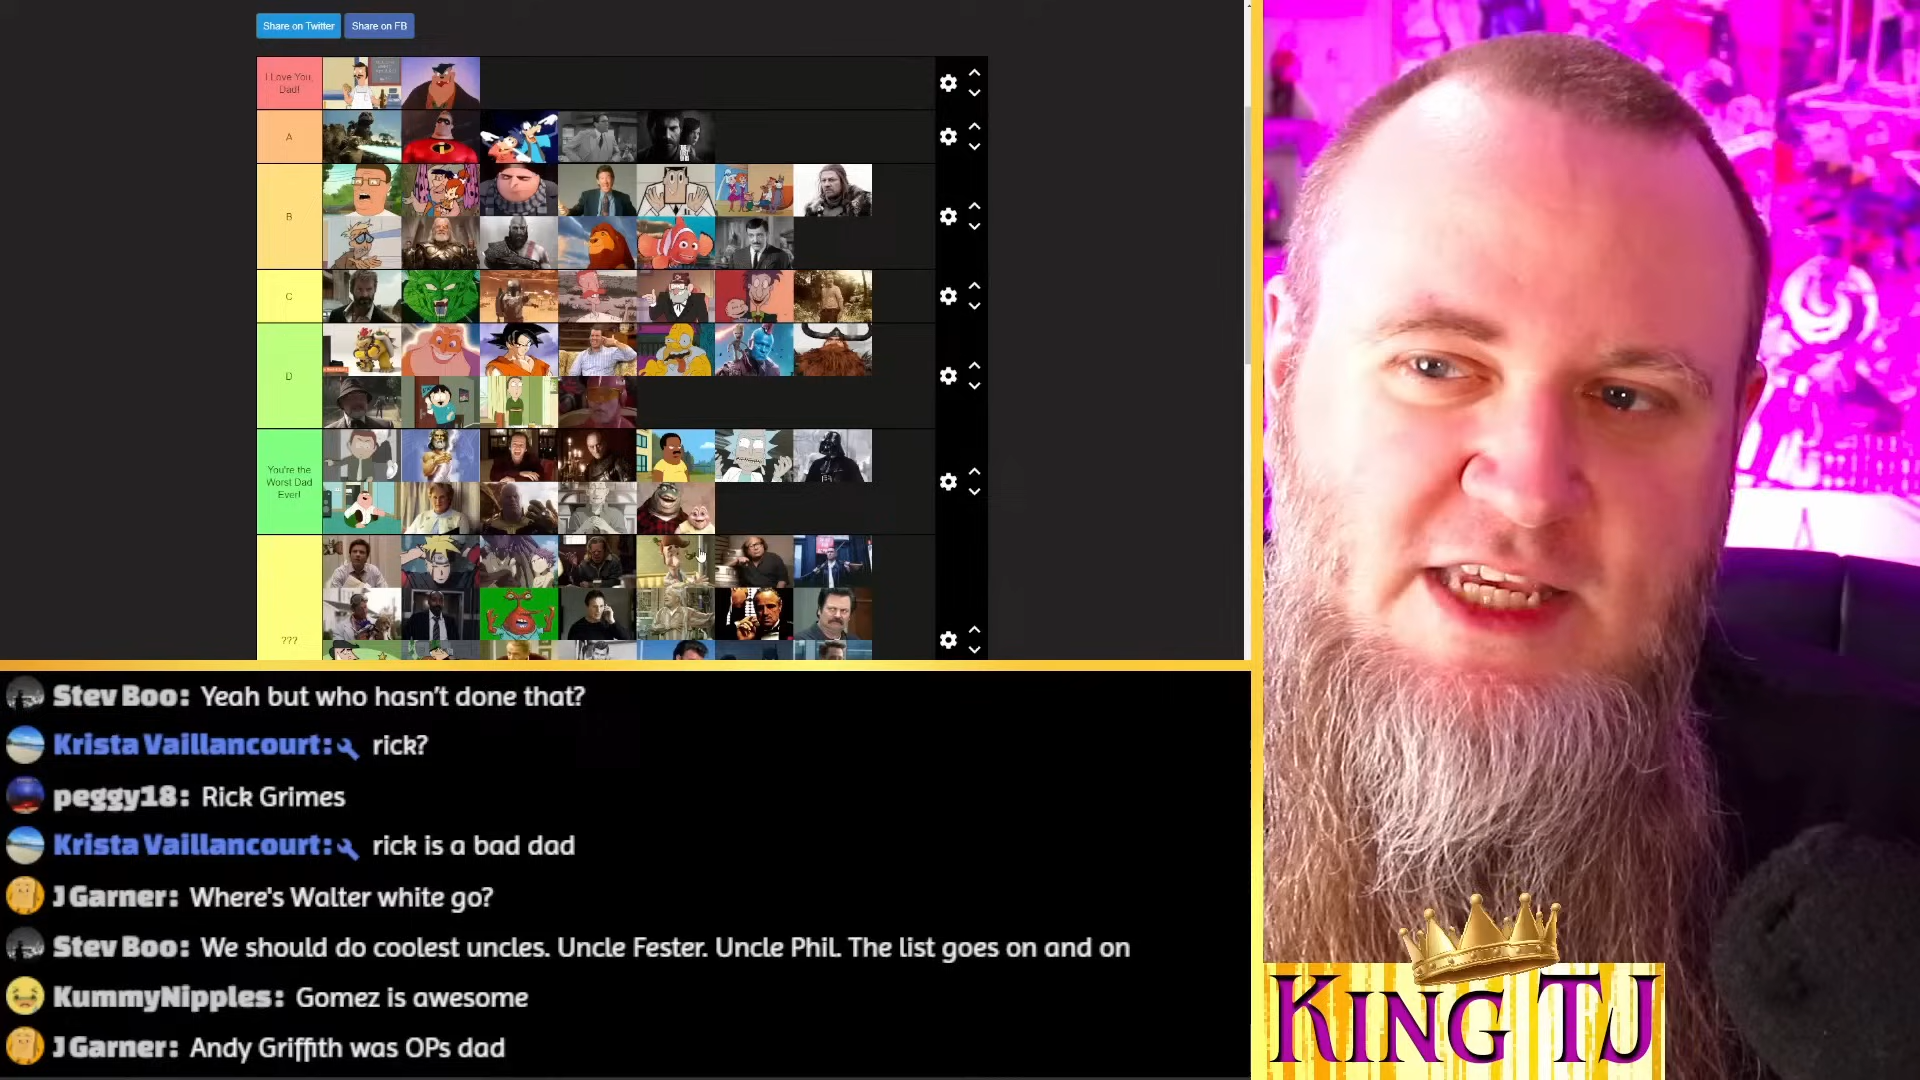 Share on Twitter
Share on FB
I Love You,
Dad!
A
B
C
D
You're the
Worst Dad
Ever!
???
Stev Boo: Yeah but who hasn't done that?
Krista Vaillancourt: rick?
peggy18: Rick Grimes
Krista Vaillancourt: rick is a bad dad
J Garner: Where's Walter white go?
Stev Boo: We should do coolest uncles. Uncle Fester. Uncle Phil. The list goes on and on
KummyNipples: Gomez is awesome
J Garner: Andy Griffith was OPs dad
KING TJ